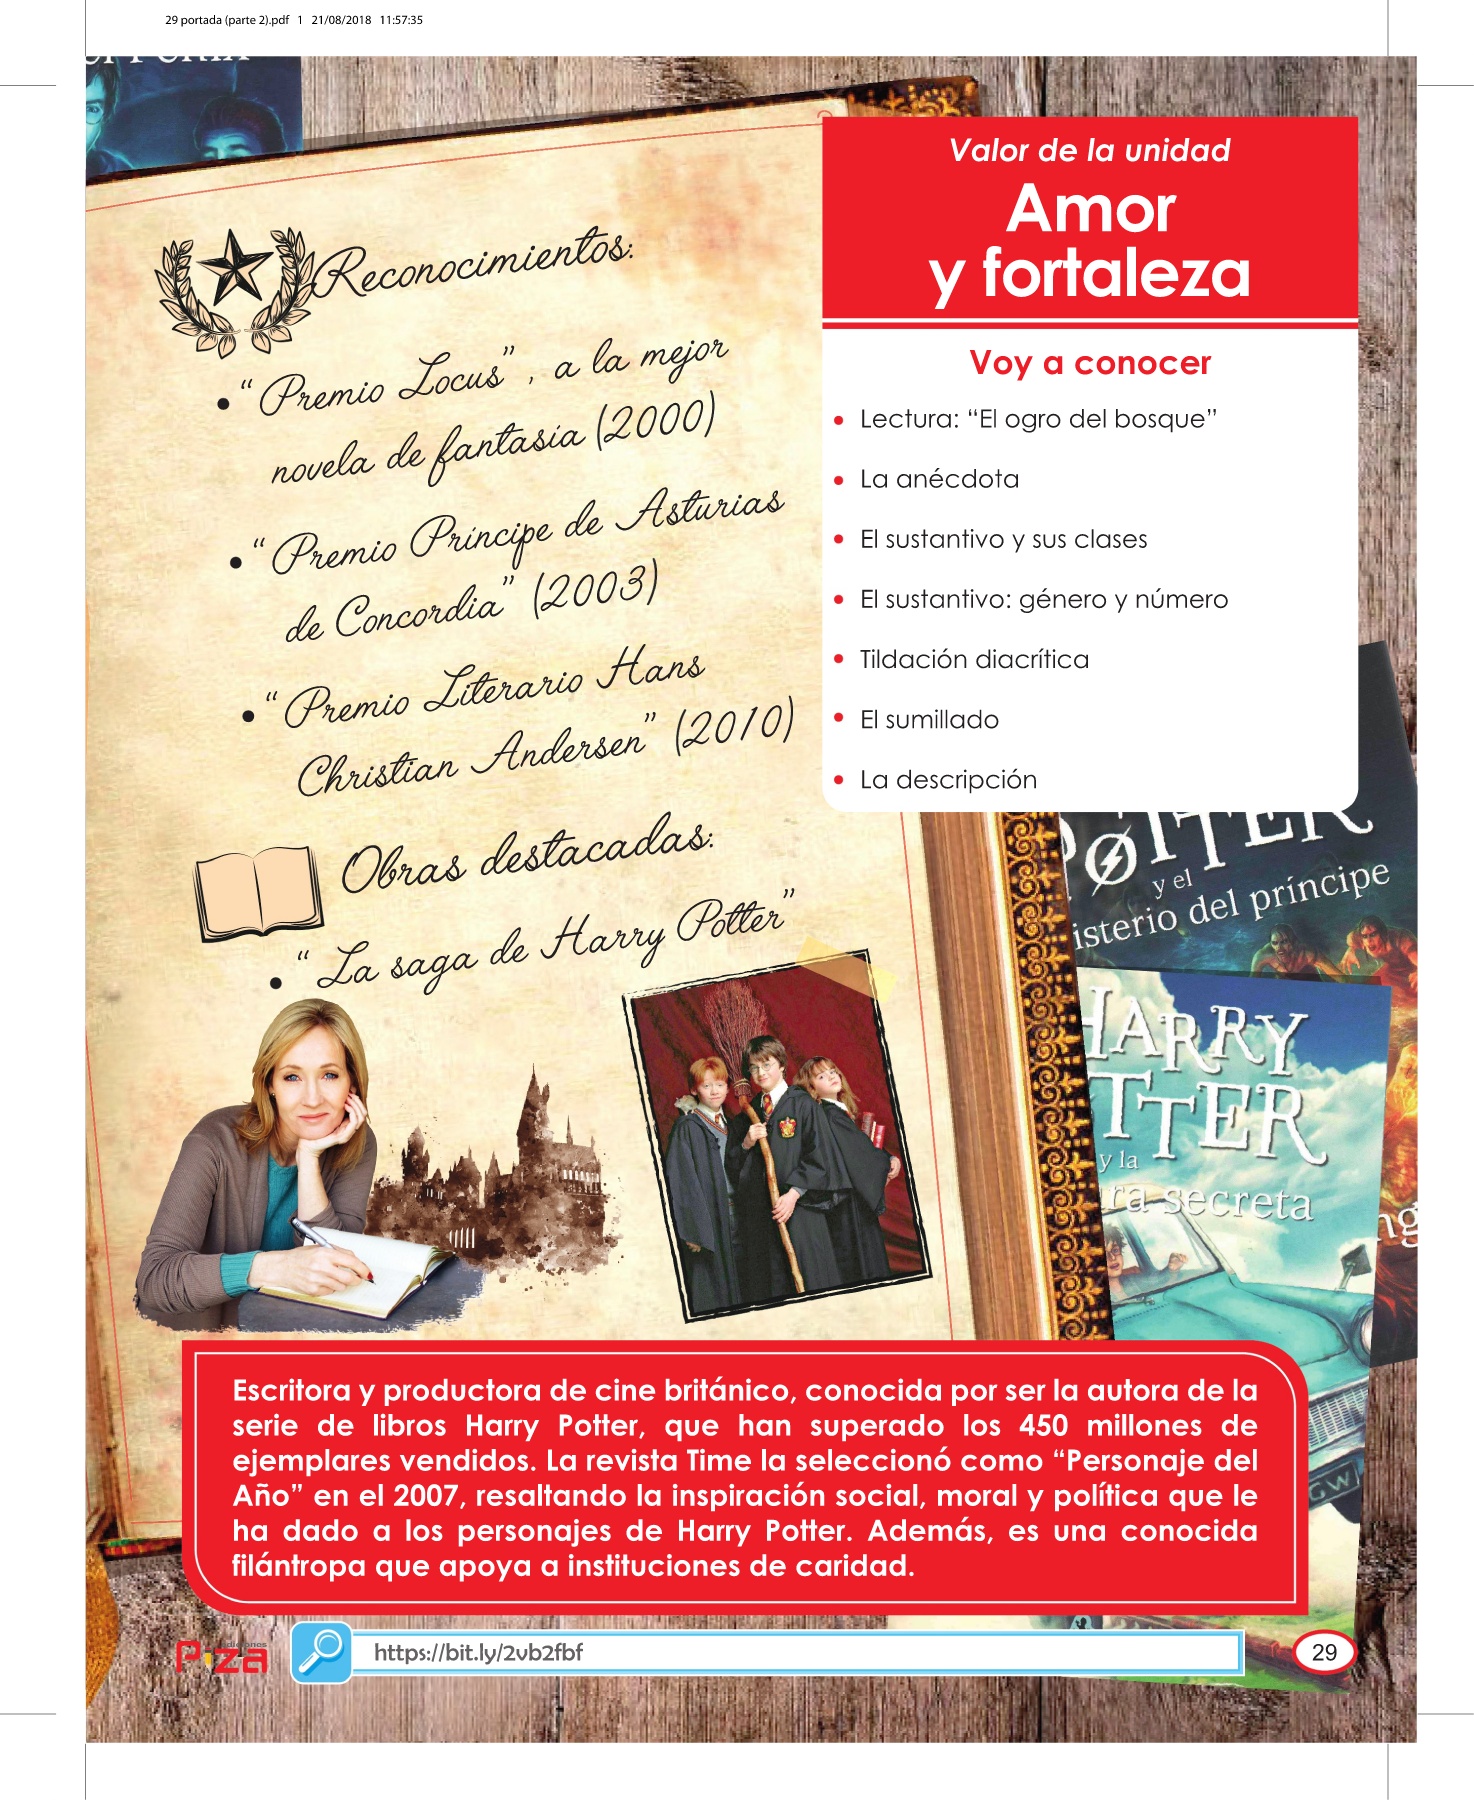 29 portada (parte 2).pdf   1   21/08/2018   11:57:35
Valor de la unidad
Amor
y fortaleza
Voy a conocer
• Lectura: “El ogro del bosque”
• La anécdota
• El sustantivo y sus clases
• El sustantivo: género y número
• Tildación diacrítica
• El sumillado
• La descripción
Reconocimientos:
• “Premio Locus”, a la mejor
novela de fantasía (2000)
• “Premio Príncipe de Asturias
de Concordia” (2003)
• “Premio Literario Hans
Christian Andersen” (2010)
Obras destacadas:
• “La saga de Harry Potter”
POTTER
y el
isterio del príncipe
HARRY
TTER
y la
ra secreta
ng
GW
Escritora y productora de cine británico, conocida por ser la autora de la
serie de libros Harry Potter, que han superado los 450 millones de
ejemplares vendidos. La revista Time la seleccionó como “Personaje del
Año” en el 2007, resaltando la inspiración social, moral y política que le
ha dado a los personajes de Harry Potter. Además, es una conocida
filántropa que apoya a instituciones de caridad.
ediciones
Piza
https://bit.ly/2vb2fbf
29